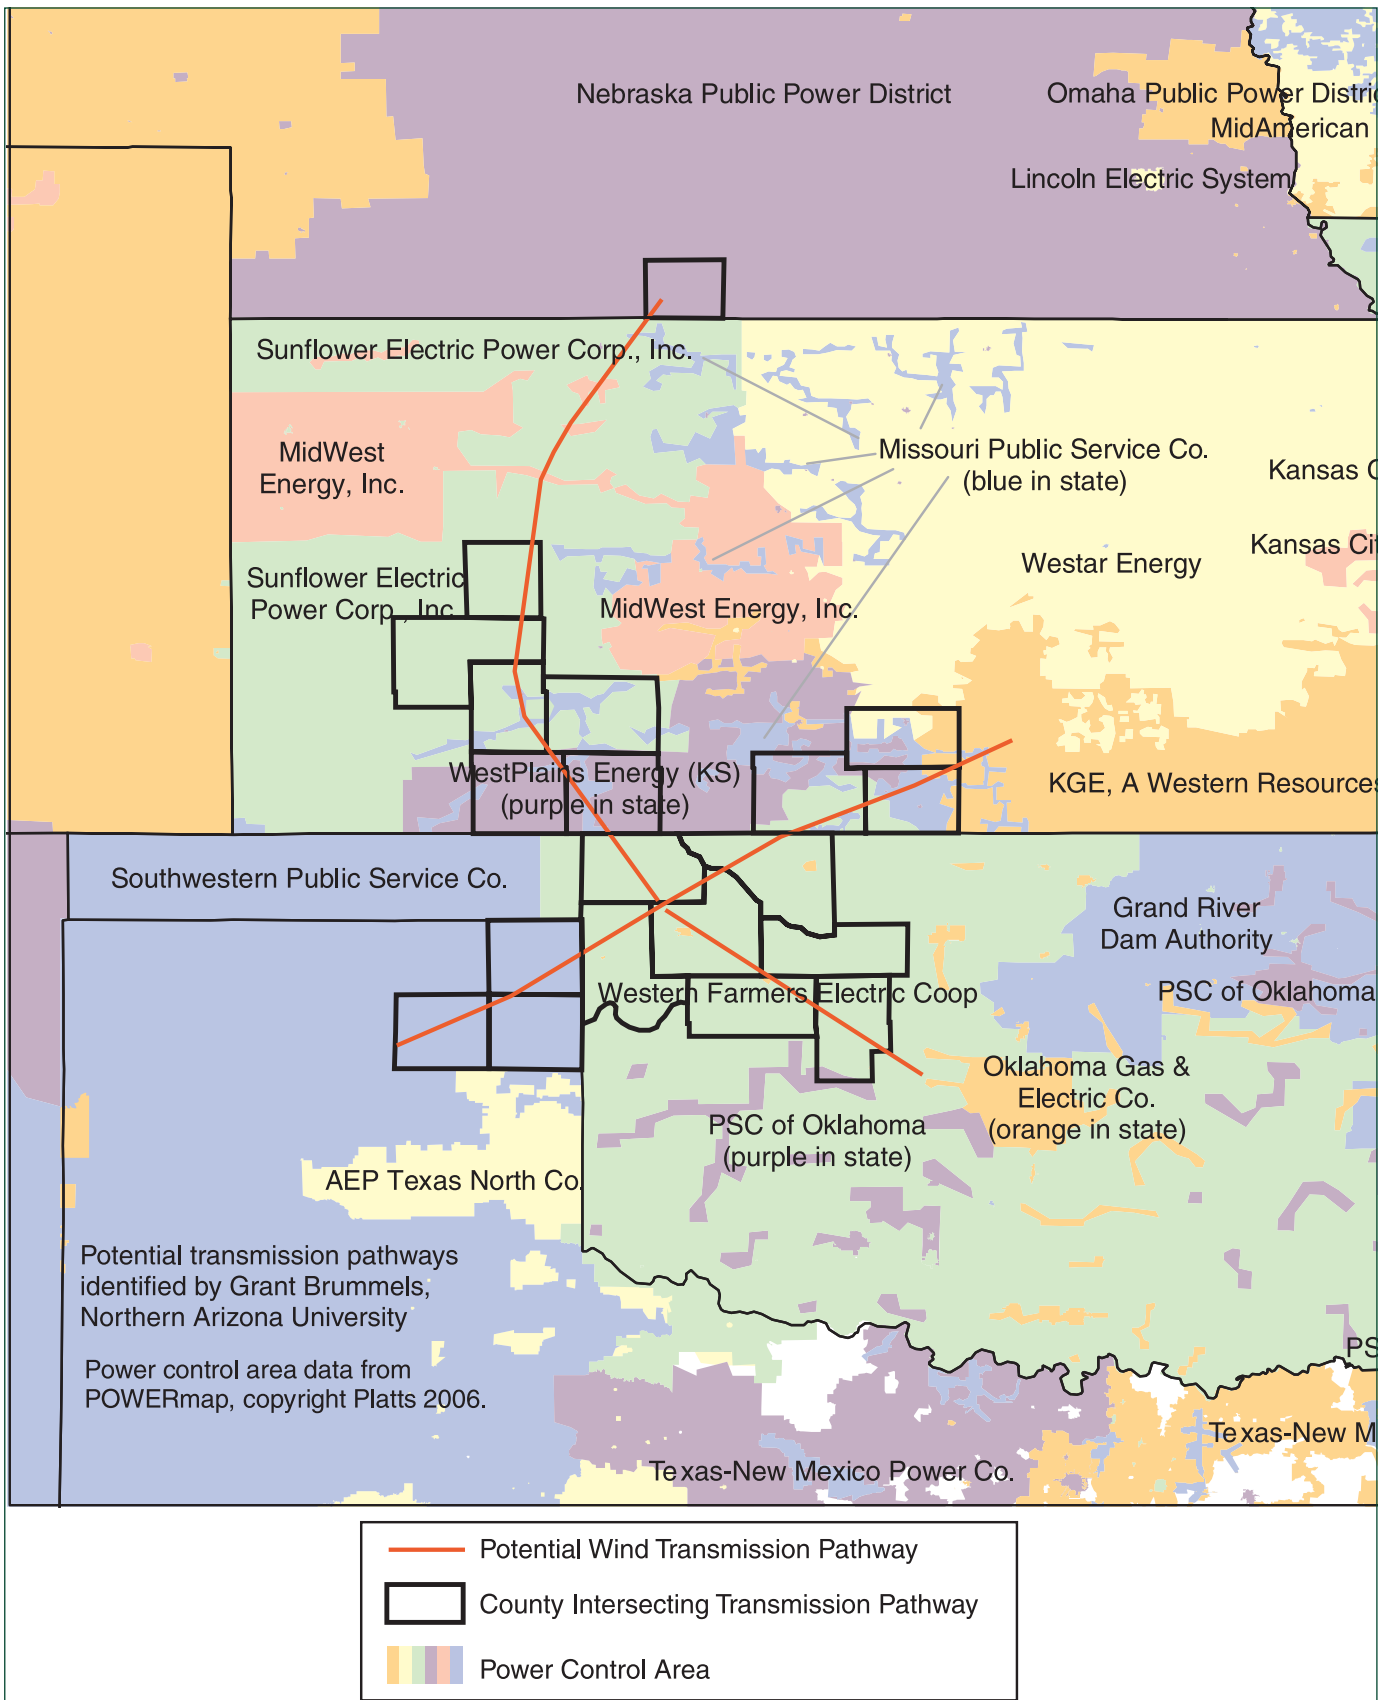 Nebraska Public Power District
Omaha Public Power Distric
MidAmerican
Lincoln Electric System
Sunflower Electric Power Corp., Inc.
MidWest
Energy, Inc.
Missouri Public Service Co.
(blue in state)
Kansas C
Kansas Cit
Westar Energy
Sunflower Electric
Power Corp., Inc
MidWest Energy, Inc.
WestPlains Energy (KS)
(purple in state)
KGE, A Western Resources
Southwestern Public Service Co.
Grand River
Dam Authority
Western Farmers Electric Coop
PSC of Oklahoma
Oklahoma Gas &
Electric Co.
(orange in state)
PSC of Oklahoma
(purple in state)
AEP Texas North Co.
Potential transmission pathways
identified by Grant Brummels,
Northern Arizona University
Power control area data from
POWERmap, copyright Platts 2006.
PS
Texas-New M
Texas-New Mexico Power Co.
Potential Wind Transmission Pathway
County Intersecting Transmission Pathway
Power Control Area